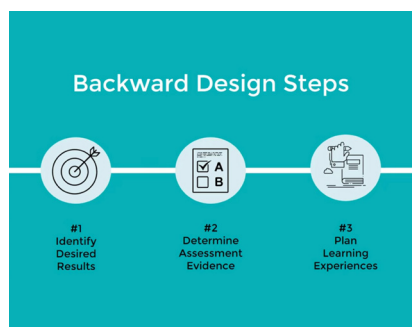 Backward Design Steps
A
B
#1
Identify
Desired
Results
#2
Determine
Assessment
Evidence
#3
Plan
Learning
Experiences